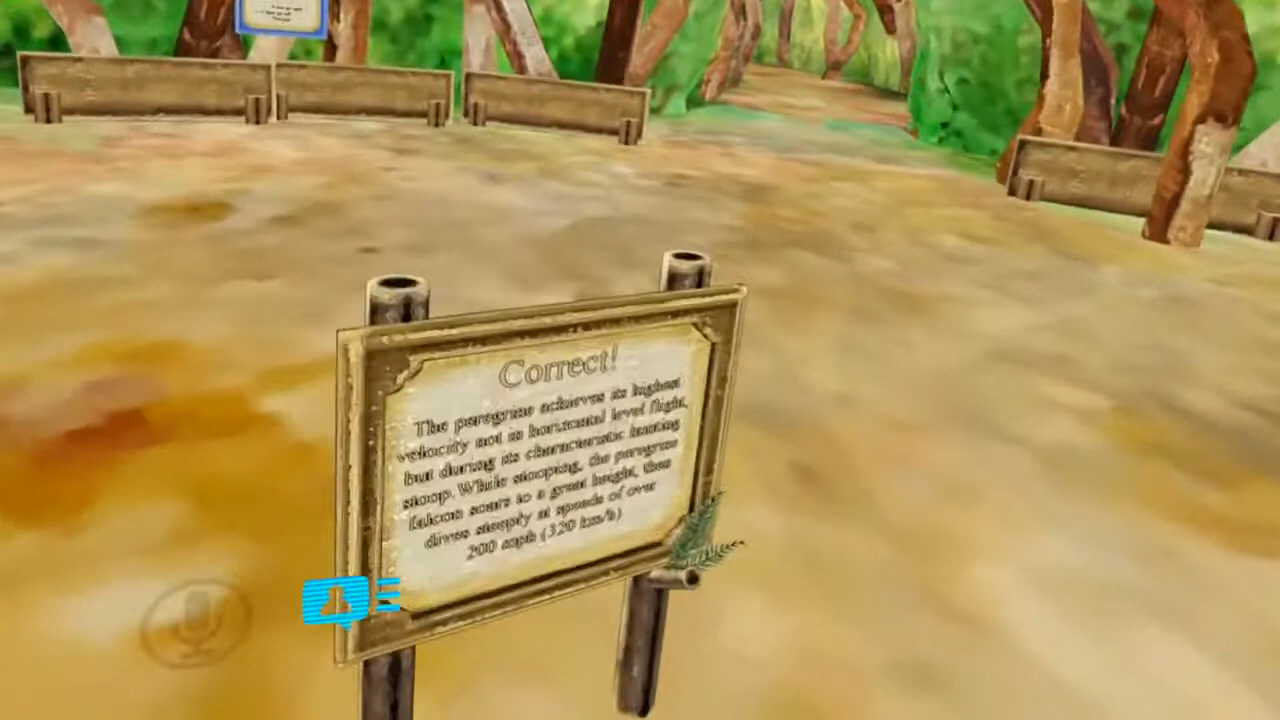 Correct!
The peregrine achieves its highest
velocity not in horizontal level flight,
but during its characteristic hunting
stoop. While stooping, the peregrine
falcon soars to a great height, then
dives steeply at speeds of over
200 mph (320 km/h)